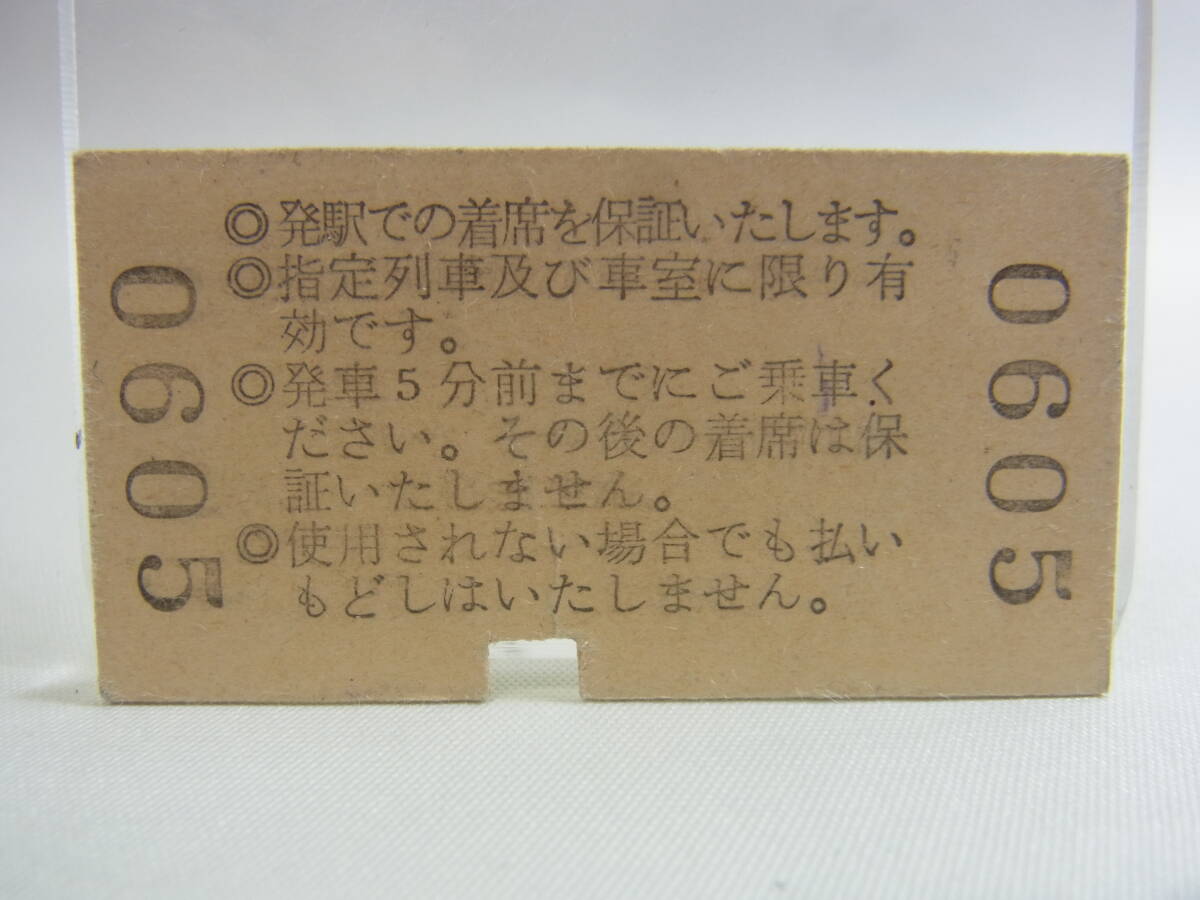 ◎発駅での着席を保証いたします。
◎指定列車及び車室に限り有
効です。
◎発車5分前までにご乗車く
ださい。その後の着席は保
証いたしません。
◎使用されない場合でも払い
もどしはいたしません。
0605
0605